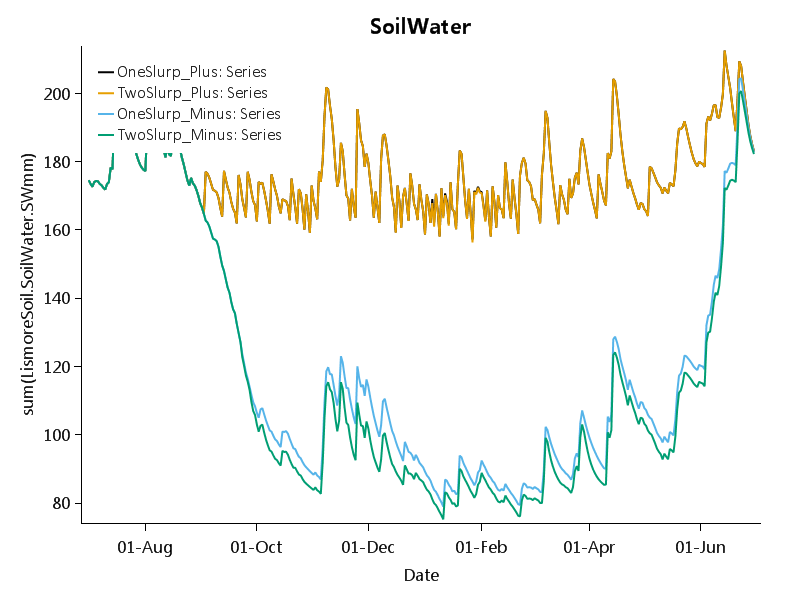 SoilWater
OneSlurp_Plus: Series
TwoSlurp_Plus: Series
OneSlurp_Minus: Series
TwoSlurp_Minus: Series
sum(LismoreSoil.SoilWater.SWmm)
200
180
160
140
120
100
80
01-Aug
01-Oct
01-Dec
01-Feb
01-Apr
01-Jun
Date